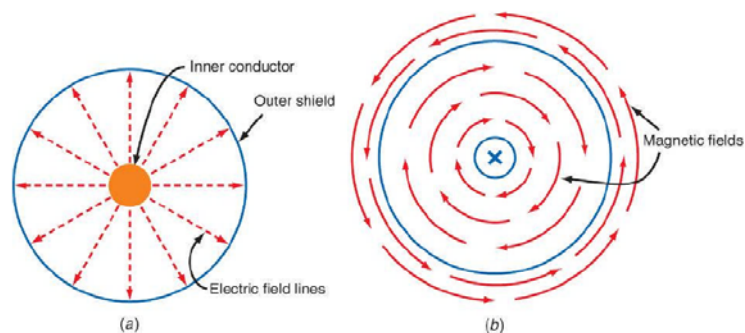 Inner conductor
Outer shield
Electric field lines
(a)
Magnetic fields
(b)